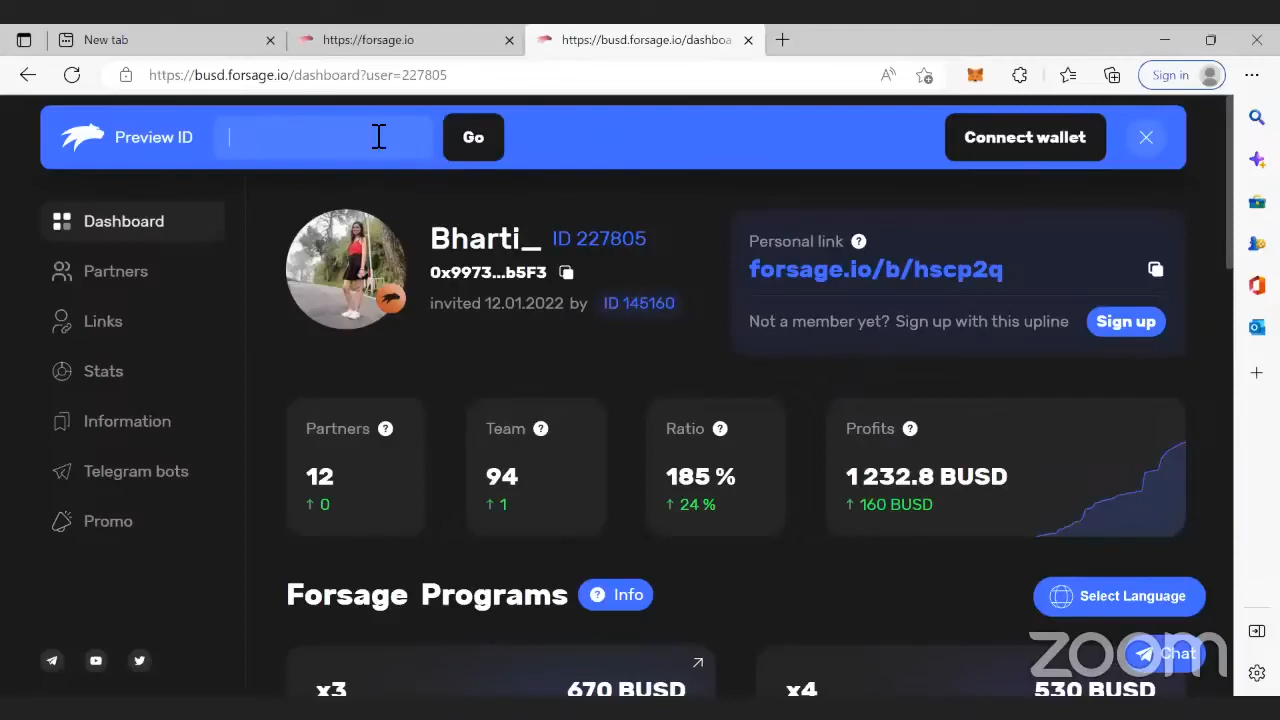 New tab
https://forsage.io
https://busd.forsage.io/dashboa
https://busd.forsage.io/dashboard?user=227805
Sign in
Preview ID
Go
Connect wallet
Dashboard
Partners
Links
Stats
Information
Telegram bots
Promo
Bharti_ ID 227805
0x9973...b5F3
invited 12.01.2022 by ID 145160
Personal link ?
forsage.io/b/hscp2q
Not a member yet? Sign up with this upline
Sign up
Partners ?
12
↑ 0
Team ?
94
↑ 1
Ratio ?
185 %
↑ 24 %
Profits ?
1 232.8 BUSD
↑ 160 BUSD
Forsage Programs
? Info
Select Language
x3 670 BUSD
x4 530 BUSD
Chat
zoom